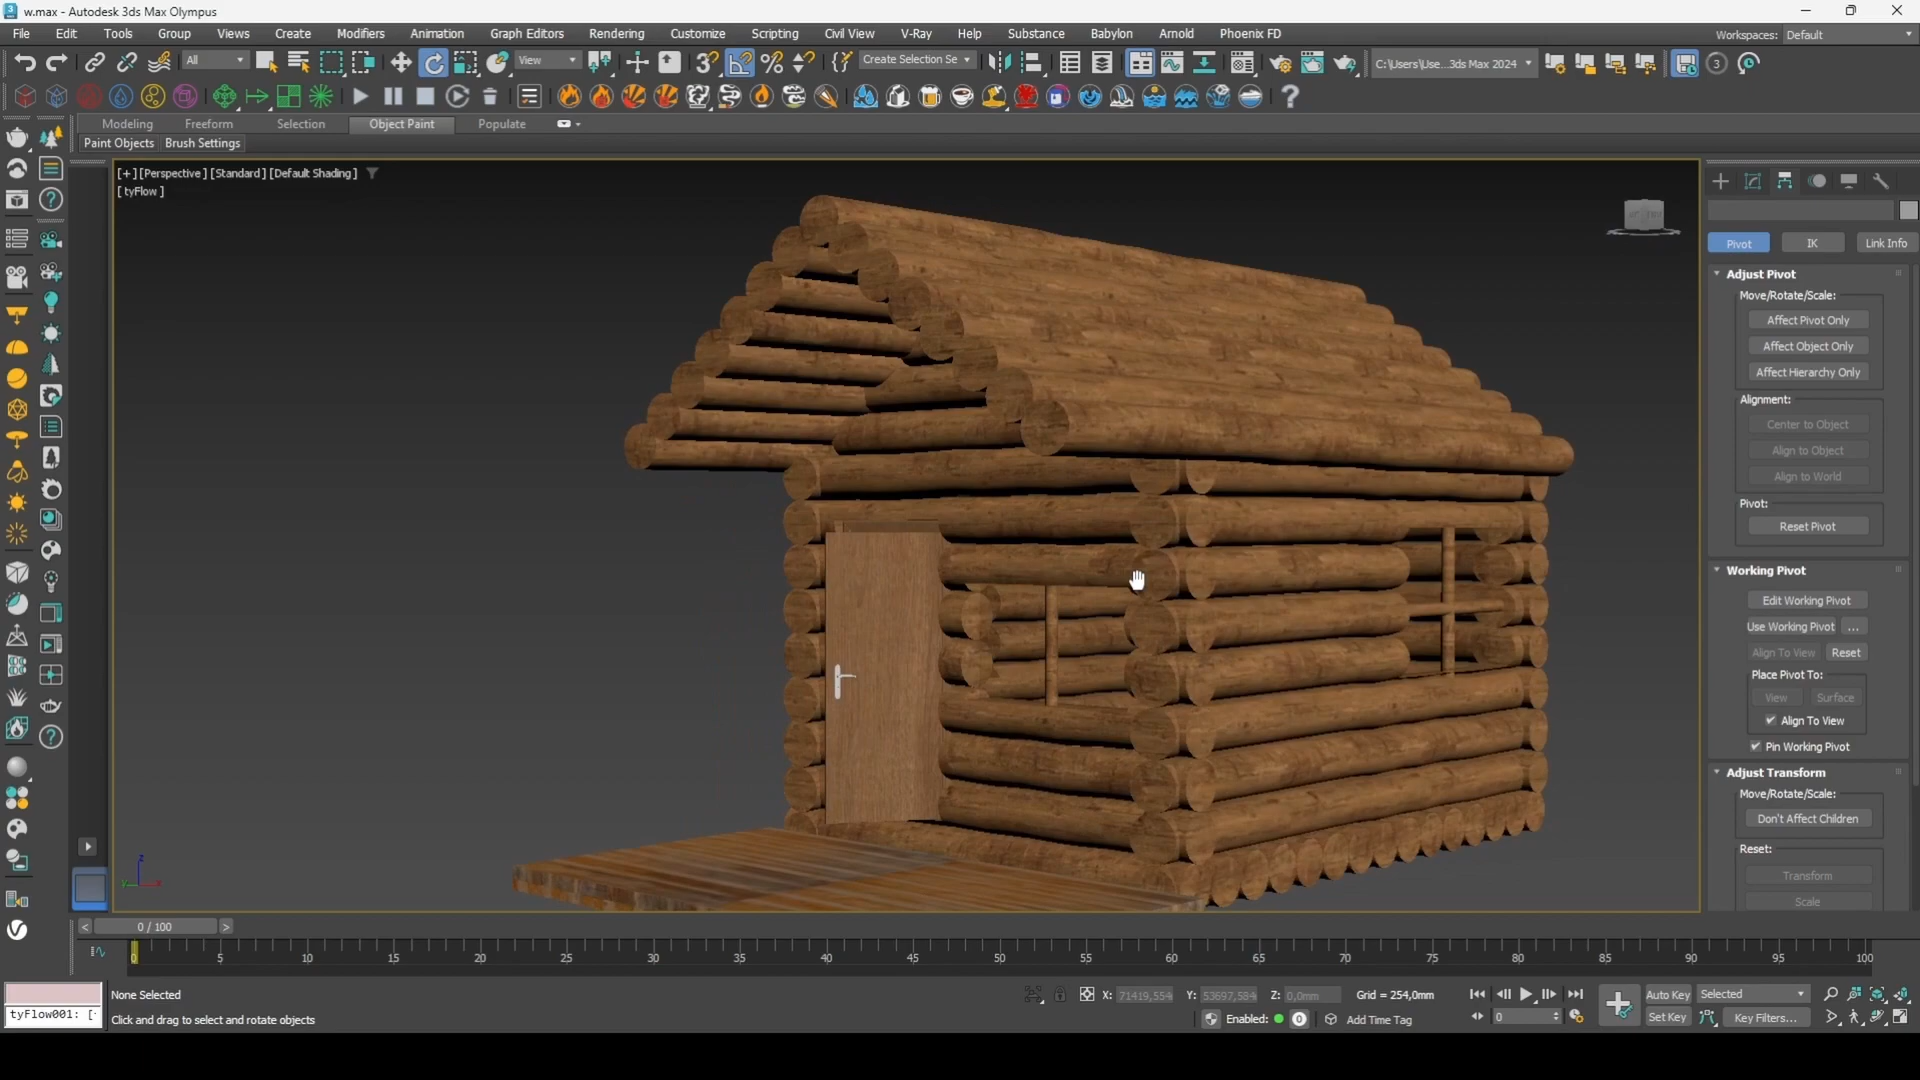 w.max - Autodesk 3ds Max Olympus
File Edit Tools Group Views Create Modifiers Animation Graph Editors Rendering Customize Scripting Civil View V-Ray Help Substance Babylon Arnold Phoenix FD
Workspaces: Default
All View Create Selection Se C:\Users\Use...3ds Max 2024 3
Modeling Freeform Selection Object Paint Populate
Paint Objects Brush Settings
[+] [Perspective] [Standard] [Default Shading]
[tyFlow]
Pivot IK Link Info
Adjust Pivot
Move/Rotate/Scale:
Affect Pivot Only
Affect Object Only
Affect Hierarchy Only
Alignment:
Center to Object
Align to Object
Align to World
Pivot:
Reset Pivot
Working Pivot
Edit Working Pivot
Use Working Pivot ...
Align To View Reset
Place Pivot To:
View Surface
Align To View
Pin Working Pivot
Adjust Transform
Move/Rotate/Scale:
Don't Affect Children
Reset:
Transform
Scale
z
y x
< 0 / 100 >
0 5 10 15 20 25 30 35 40 45 50 55 60 65 70 75 80 85 90 95 100
None Selected X: 71419,554 Y: 53697,584 Z: 0,0mm Grid = 254,0mm Auto Key Selected
tyFlow001: [
Click and drag to select and rotate objects Enabled: 0 Add Time Tag 0 Set Key Key Filters...